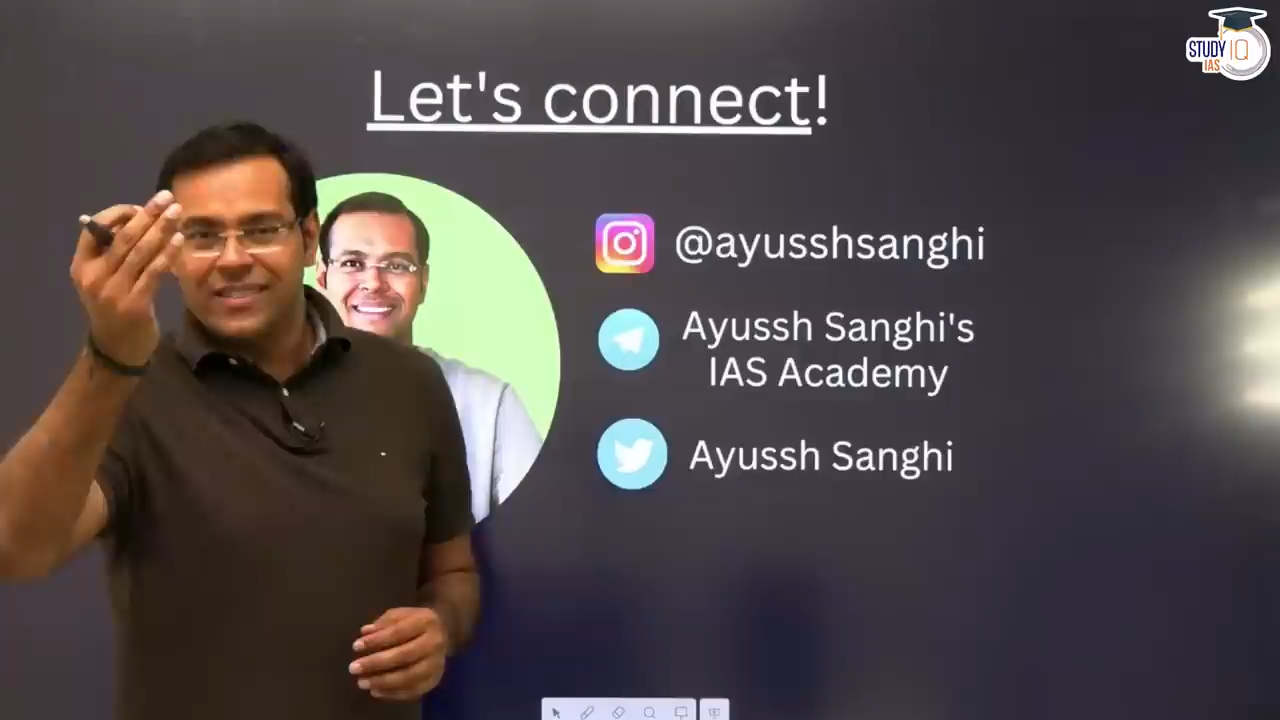 STUDY IQ
IAS
Let's connect!
@ayusshsanghi
Ayussh Sanghi's
IAS Academy
Ayussh Sanghi